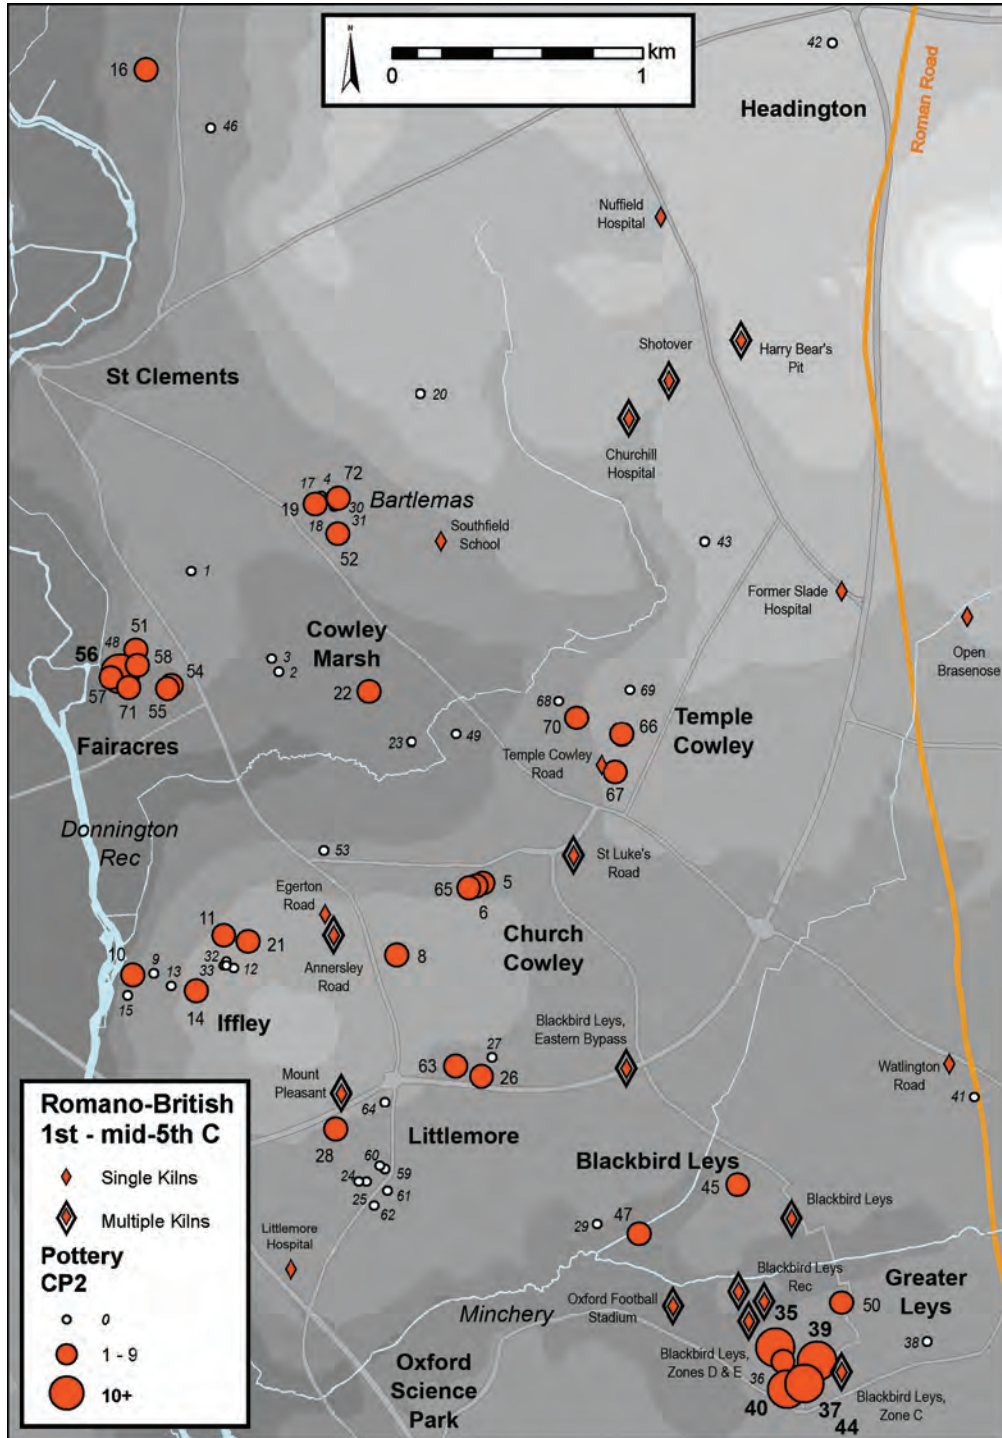 N
km
0
1
16
46
42
Headington
Roman Road
Nuffield
Hospital
Shotover
Harry Bear's
Pit
St Clements
20
Churchill
Hospital
17
4
72
19
30
Bartlemas
18
31
52
Southfield
School
43
1
Former Slade
Hospital
Open
Brasenose
51
48
56
58
54
57
71
55
Fairacres
Cowley
Marsh
3
2
22
23
49
68
69
70
66
Temple
Cowley
Temple Cowley
Road
67
Donnington
Rec
53
St Luke's
Road
Egerton
Road
65
5
6
Church
Cowley
11
21
Annersley
Road
8
10
9
32
33
12
13
15
14
Iffley
Blackbird Leys,
Eastern Bypass
27
63
26
Watlington
Road
41
Mount
Pleasant
64
28
Littlemore
60
59
24
25
61
62
Blackbird Leys
45
Blackbird Leys
29
47
Littlemore
Hospital
Minchery
Oxford Football
Stadium
Blackbird Leys
Rec
Greater
Leys
50
35
39
38
Blackbird Leys,
Zones D & E
36
40
37
44
Blackbird Leys,
Zone C
Oxford
Science
Park
Romano-British
1st - mid-5th C
Single Kilns
Multiple Kilns
Pottery
CP2
0
1 - 9
10+